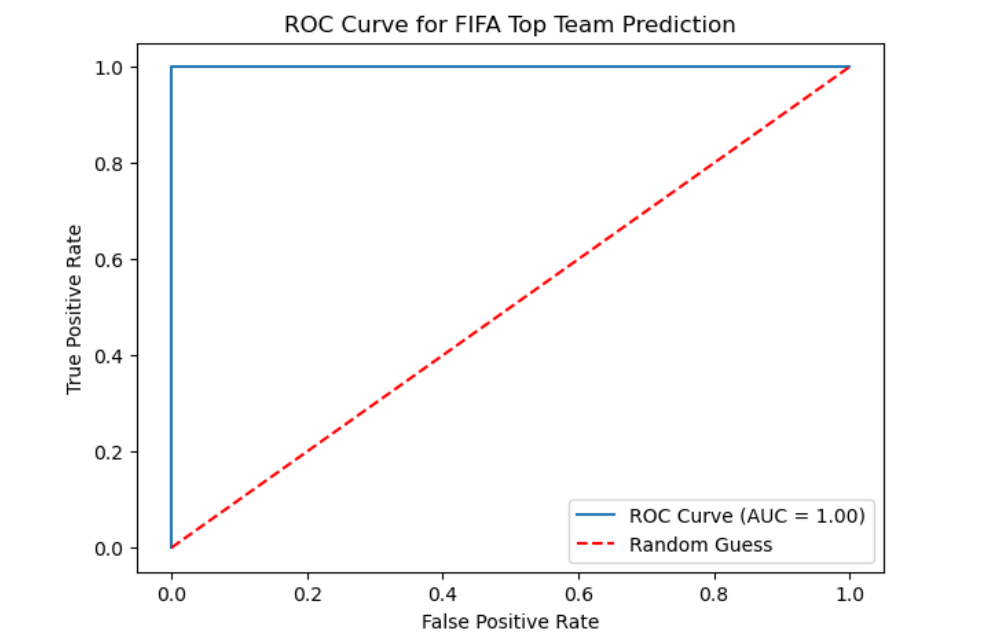 ROC Curve for FIFA Top Team Prediction
True Positive Rate
1.0
0.8
0.6
0.4
0.2
0.0
ROC Curve (AUC = 1.00)
Random Guess
0.0 0.2 0.4 0.6 0.8 1.0
False Positive Rate